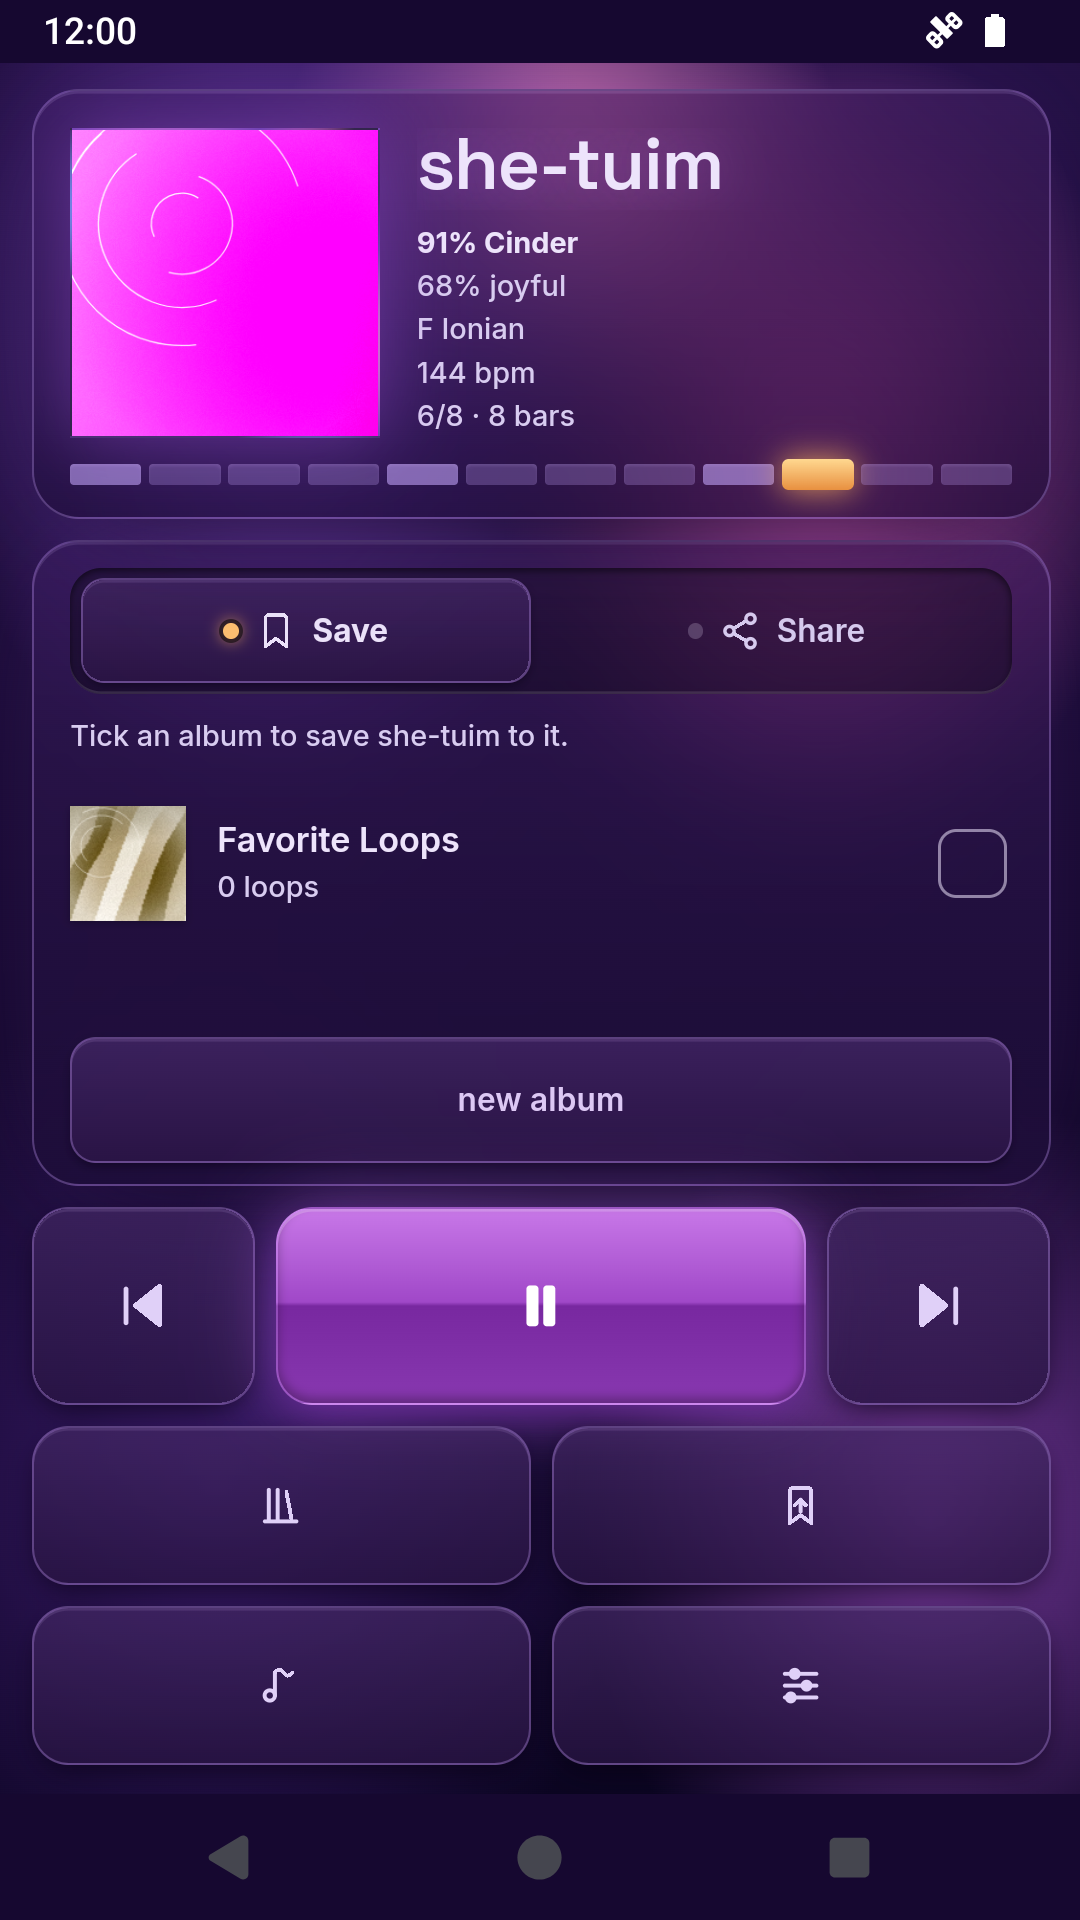 12:00
she-tuim
91% Cinder
68% joyful
F Ionian
144 bpm
6/8 · 8 bars
Save
Share
Tick an album to save she-tuim to it.
Favorite Loops
0 loops
new album